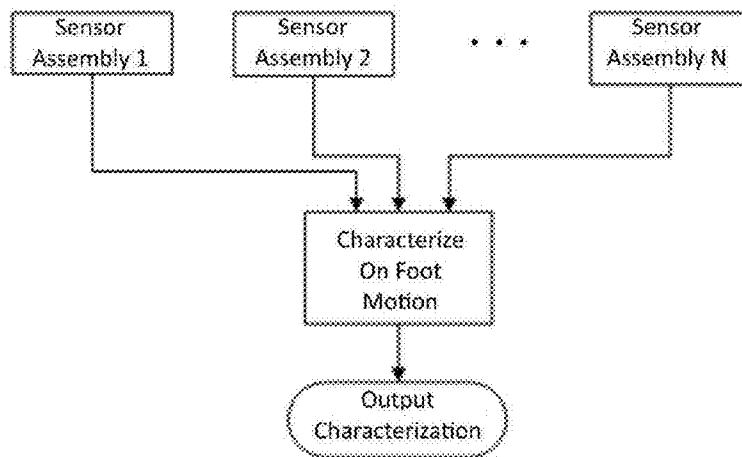 Sensor
Assembly 1
Sensor
Assembly 2
. . .
Sensor
Assembly N
Characterize
On Foot
Motion
Output
Characterization